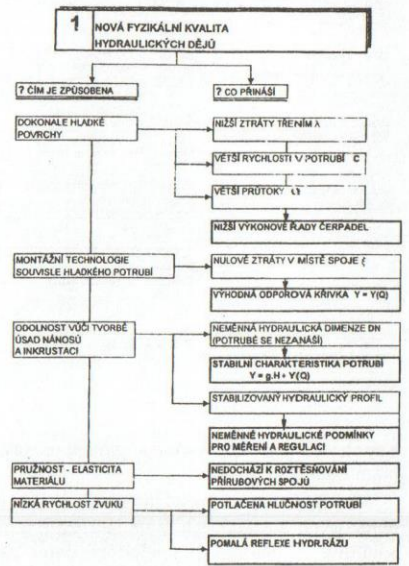 1
NOVÁ FYZIKÁLNÍ KVALITA
HYDRAULICKÝCH DĚJŮ
? ČÍM JE ZPŮSOBENA
? CO PŘINÁŠÍ
DOKONALE HLADKÉ
POVRCHY
NIŽŠÍ ZTRÁTY TŘENÍM λ
VĚTŠÍ RYCHLOSTI V POTRUBÍ C
VĚTŠÍ PRŮTOKY
NIŽŠÍ VÝKONOVÉ ŘADY ČERPADEL
MONTÁŽNÍ TECHNOLOGIE
SOUVISLE HLADKÉHO POTRUBÍ
NULOVÉ ZTRÁTY V MÍSTĚ SPOJE ξ
VÝHODNÁ ODPOROVÁ KŘIVKA Y = Y(Q)
ODOLNOST VŮČI TVORBĚ
ÚSAD NÁNOSŮ
A INKRUSTACI
NEMĚNNÁ HYDRAULICKÁ DIMENZE DN
(POTRUBÍ SE NEZANÁŠÍ)
STABILNÍ CHARAKTERISTIKA POTRUBÍ
Y = g.H + Y(Q)
STABILIZOVANÝ HYDRAULICKÝ PROFIL
NEMĚNNÉ HYDRAULICKÉ PODMÍNKY
PRO MĚŘENÍ A REGULACI
PRUŽNOST - ELASTICITA
MATERIÁLU
NEDOCHÁZÍ K ROZTĚSŇOVÁNÍ
PŘÍRUBOVÝCH SPOJŮ
NÍZKÁ RYCHLOST ZVUKU
POTLAČENA HLUČNOST POTRUBÍ
POMALÁ REFLEXE HYDR.RÁZU